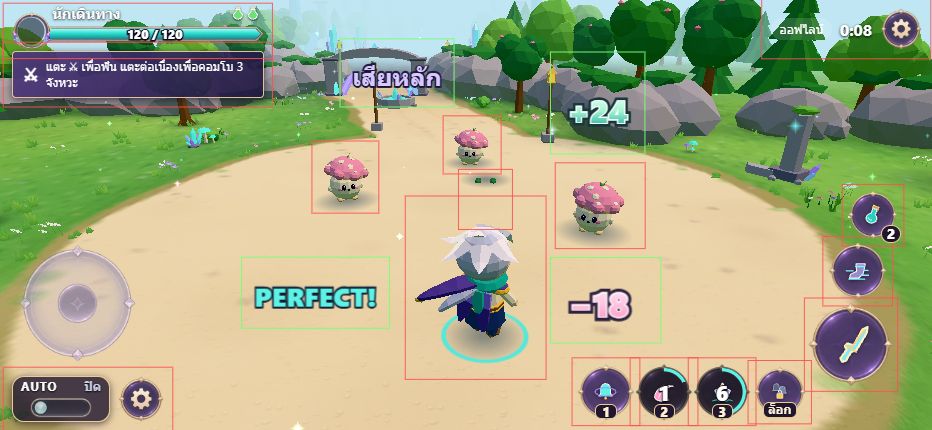 นักเดินทาง
120 / 120
ออฟไลน์
0:08
แตะ ⚔ เพื่อฟัน แตะต่อเนื่องเพื่อคอมโบ 3
จังหวะ
เสียหลัก
+24
2
PERFECT!
-18
AUTO ปิด
1
1
2
6
3
ล็อก